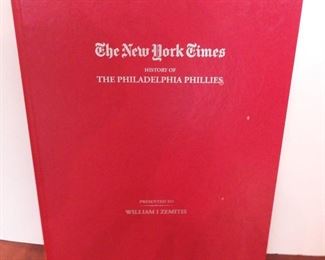 The New York Times
HISTORY OF
THE PHILADELPHIA PHILLIES
PRESENTED TO
WILLIAM J ZEMITIS